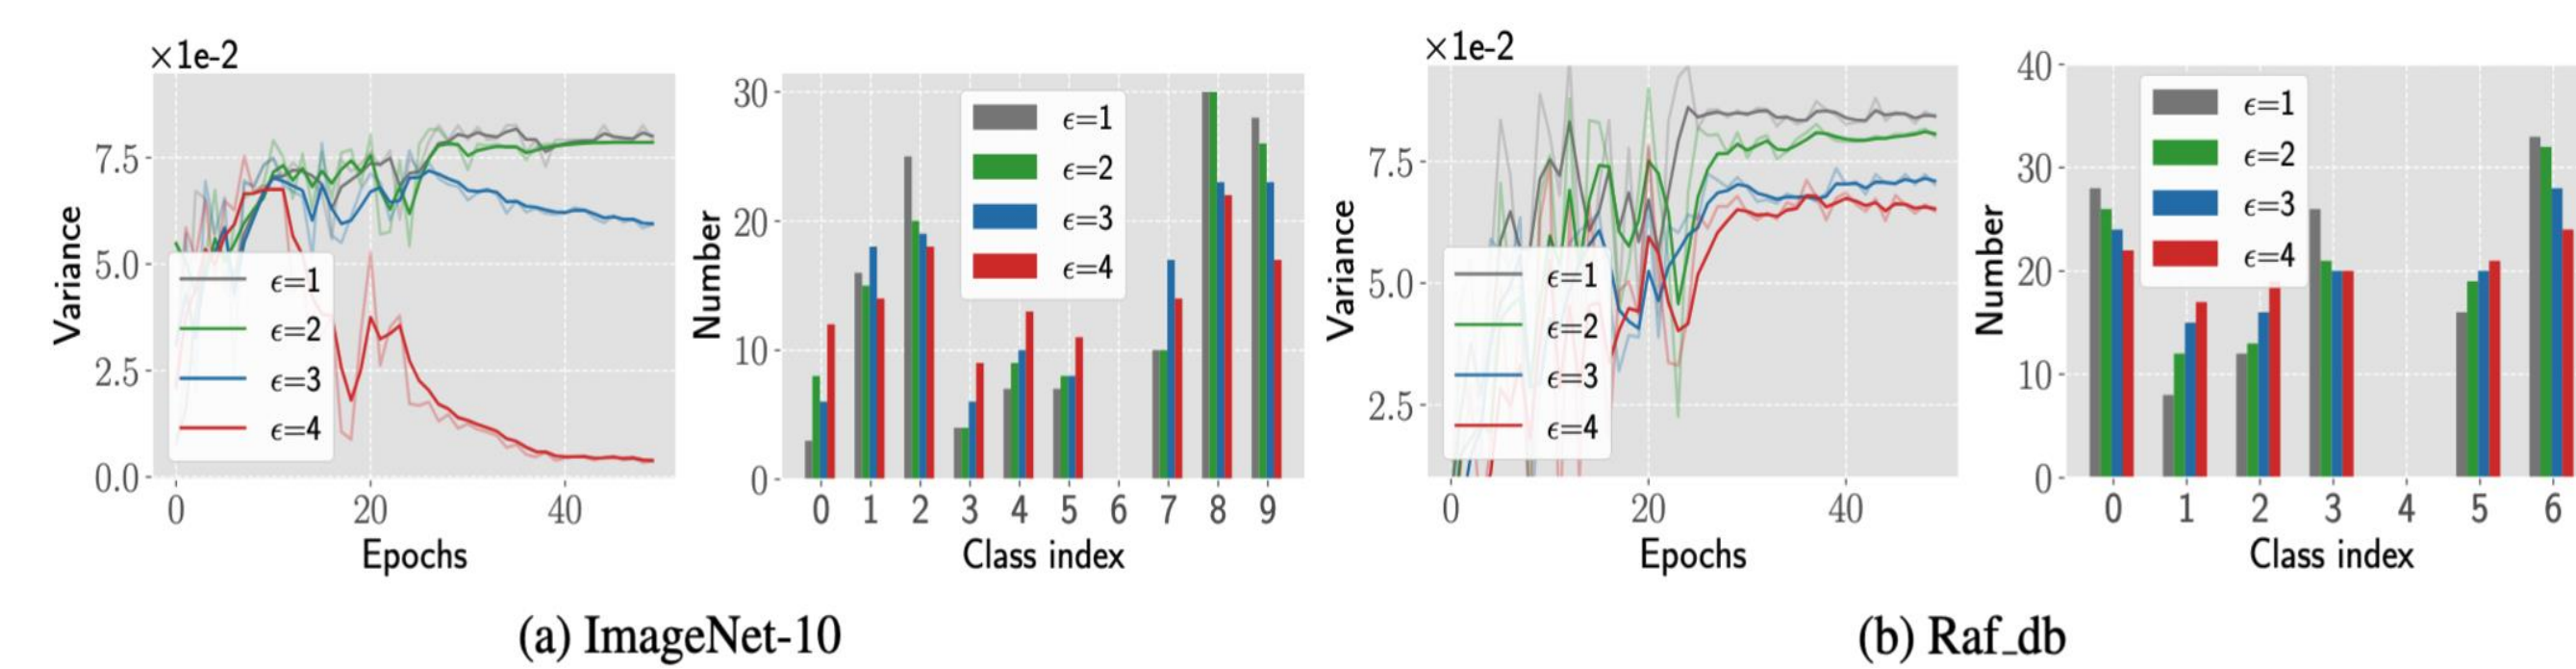 ×1e-2
7.5
5.0
2.5
0.0
Variance
ϵ=1
ϵ=2
ϵ=3
ϵ=4
0 20 40
Epochs
30
20
10
0
Number
ϵ=1
ϵ=2
ϵ=3
ϵ=4
0 1 2 3 4 5 6 7 8 9
Class index
(a) ImageNet-10
×1e-2
7.5
5.0
2.5
Variance
ϵ=1
ϵ=2
ϵ=3
ϵ=4
0 20 40
Epochs
40
30
20
10
0
Number
ϵ=1
ϵ=2
ϵ=3
ϵ=4
0 1 2 3 4 5 6
Class index
(b) Raf_db